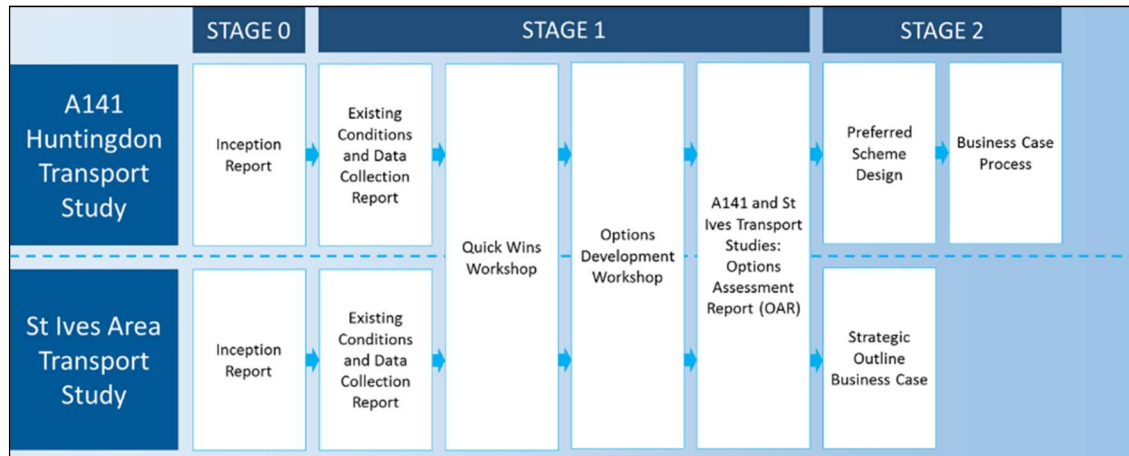 STAGE 0
STAGE 1
STAGE 2
A141
Huntingdon
Transport
Study
Inception
Report
Existing
Conditions
and Data
Collection
Report
Quick Wins
Workshop
Options
Development
Workshop
A141 and St
Ives Transport
Studies:
Options
Assessment
Report (OAR)
Preferred
Scheme
Design
Business Case
Process
St Ives Area
Transport
Study
Inception
Report
Existing
Conditions
and Data
Collection
Report
Strategic
Outline
Business Case